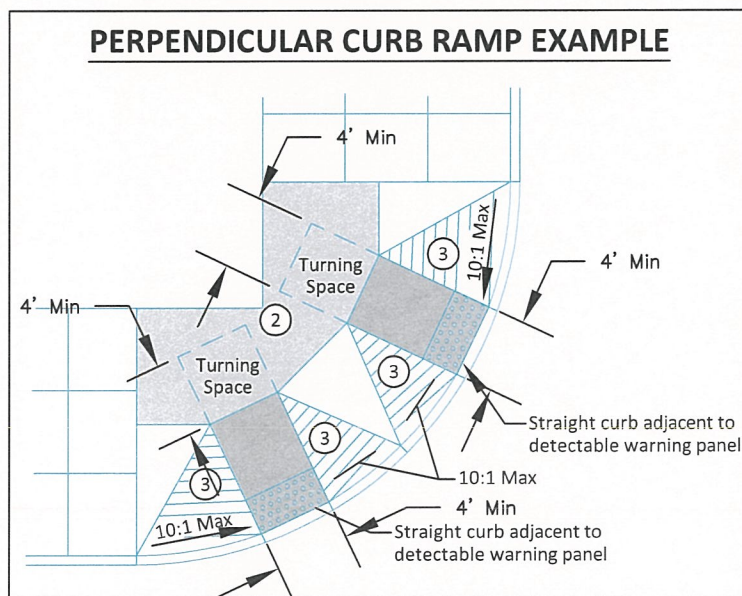 PERPENDICULAR CURB RAMP EXAMPLE
4' Min
Turning
Space
3
10:1 Max
4' Min
4' Min
2
Turning
Space
3
3
3
10:1 Max
10:1 Max
Straight curb adjacent to
detectable warning panel
4' Min
Straight curb adjacent to
detectable warning panel